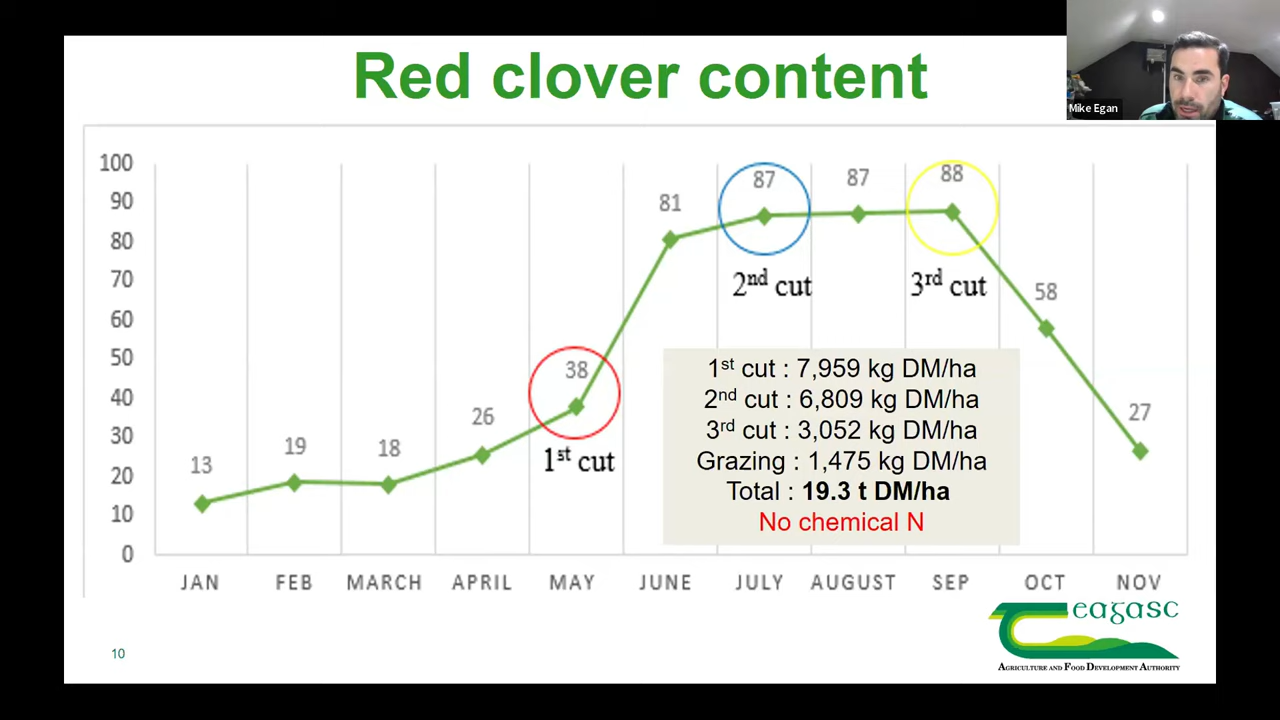 Red clover content
Mike Egan
100
90
80
70
60
50
40
30
20
10
0
13
19
18
26
38
81
87
87
88
58
27
1st cut
2nd cut
3rd cut
1st cut : 7,959 kg DM/ha
2nd cut : 6,809 kg DM/ha
3rd cut : 3,052 kg DM/ha
Grazing : 1,475 kg DM/ha
Total : 19.3 t DM/ha
No chemical N
JAN FEB MARCH APRIL MAY JUNE JULY AUGUST SEP OCT NOV
10
Teagasc
AGRICULTURE AND FOOD DEVELOPMENT AUTHORITY